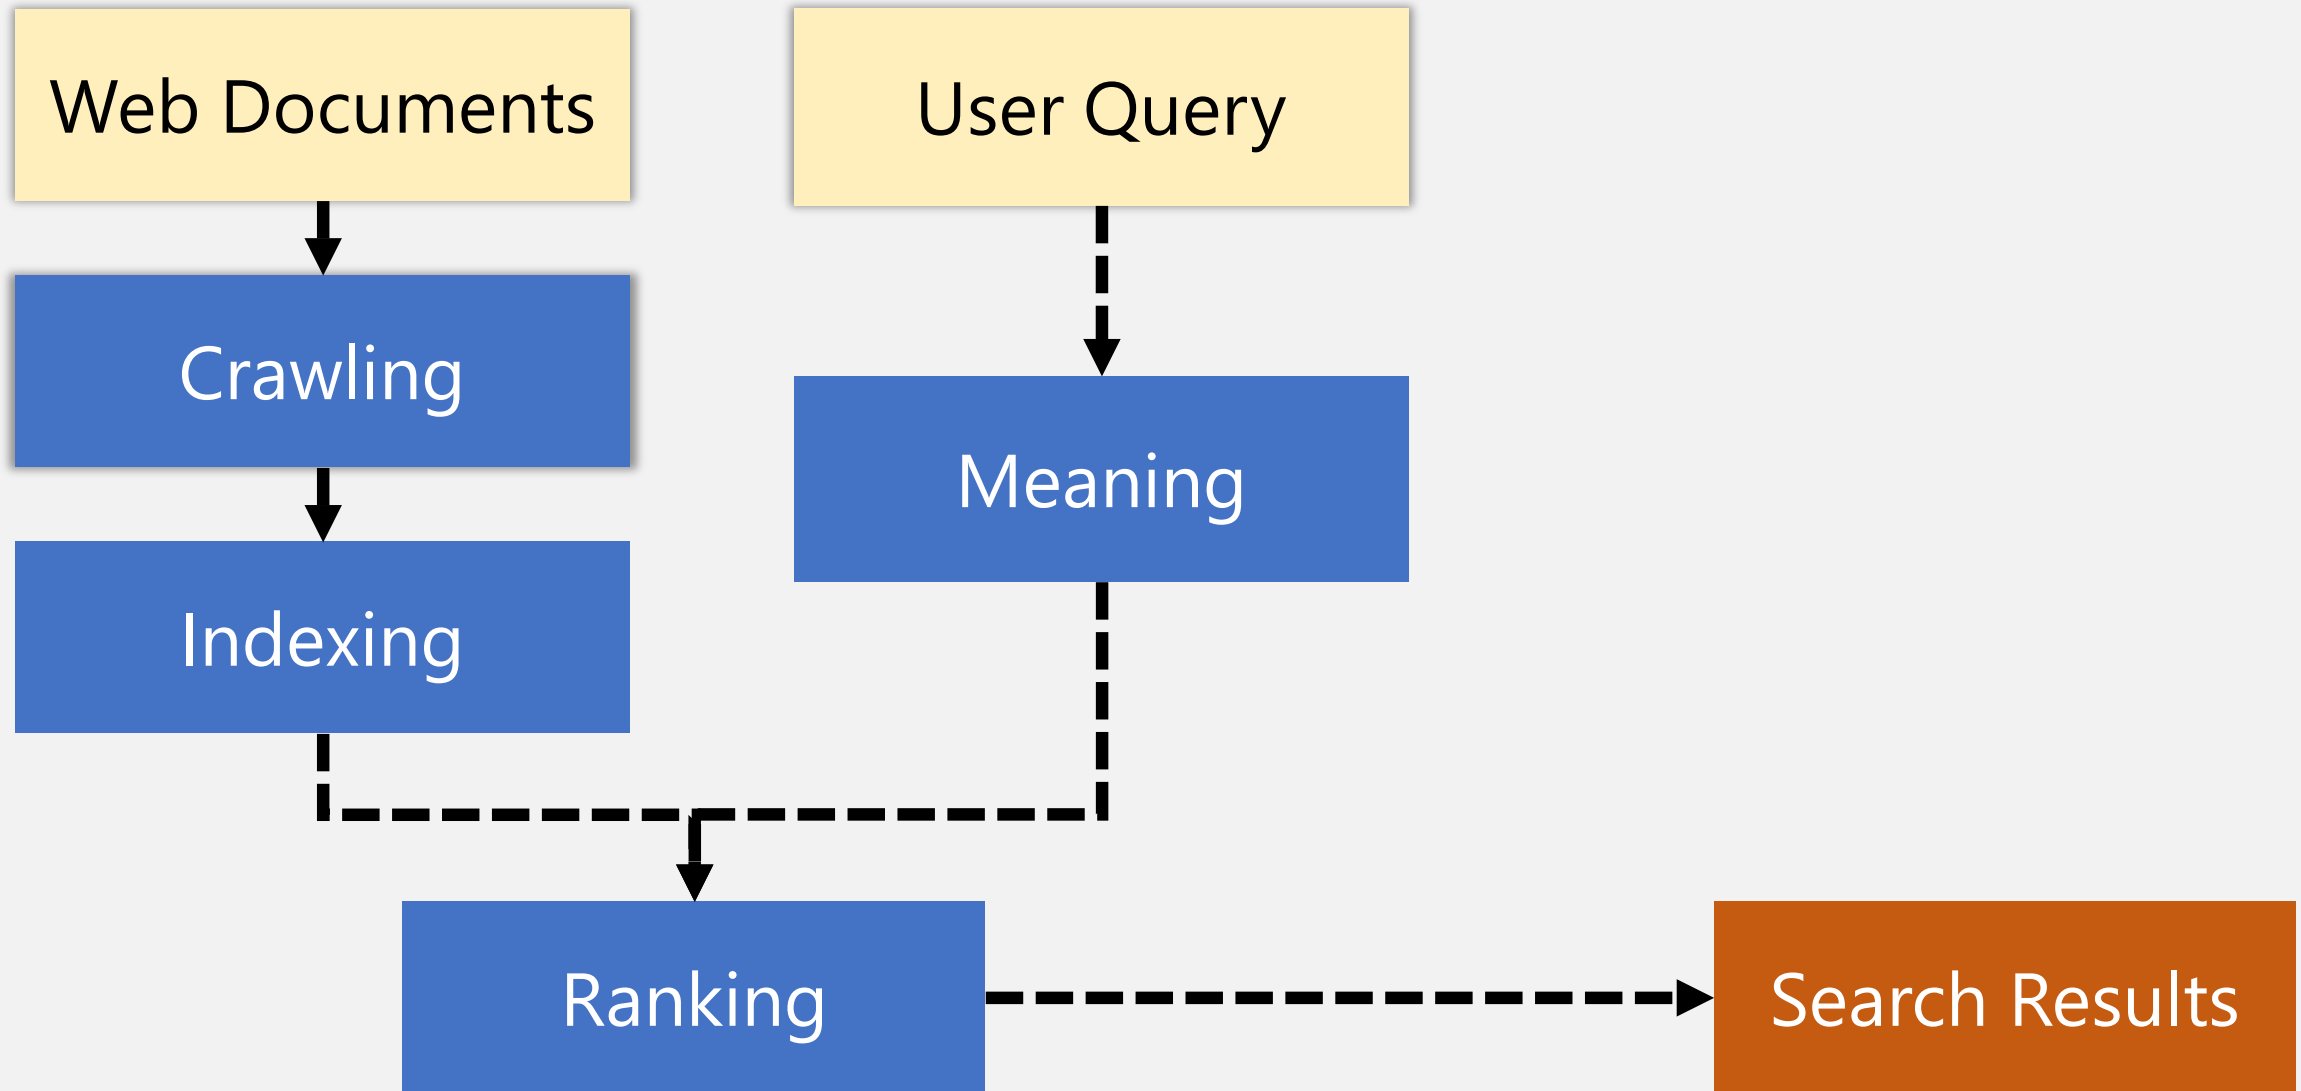 Web Documents
User Query
Crawling
Meaning
Indexing
Ranking
Search Results